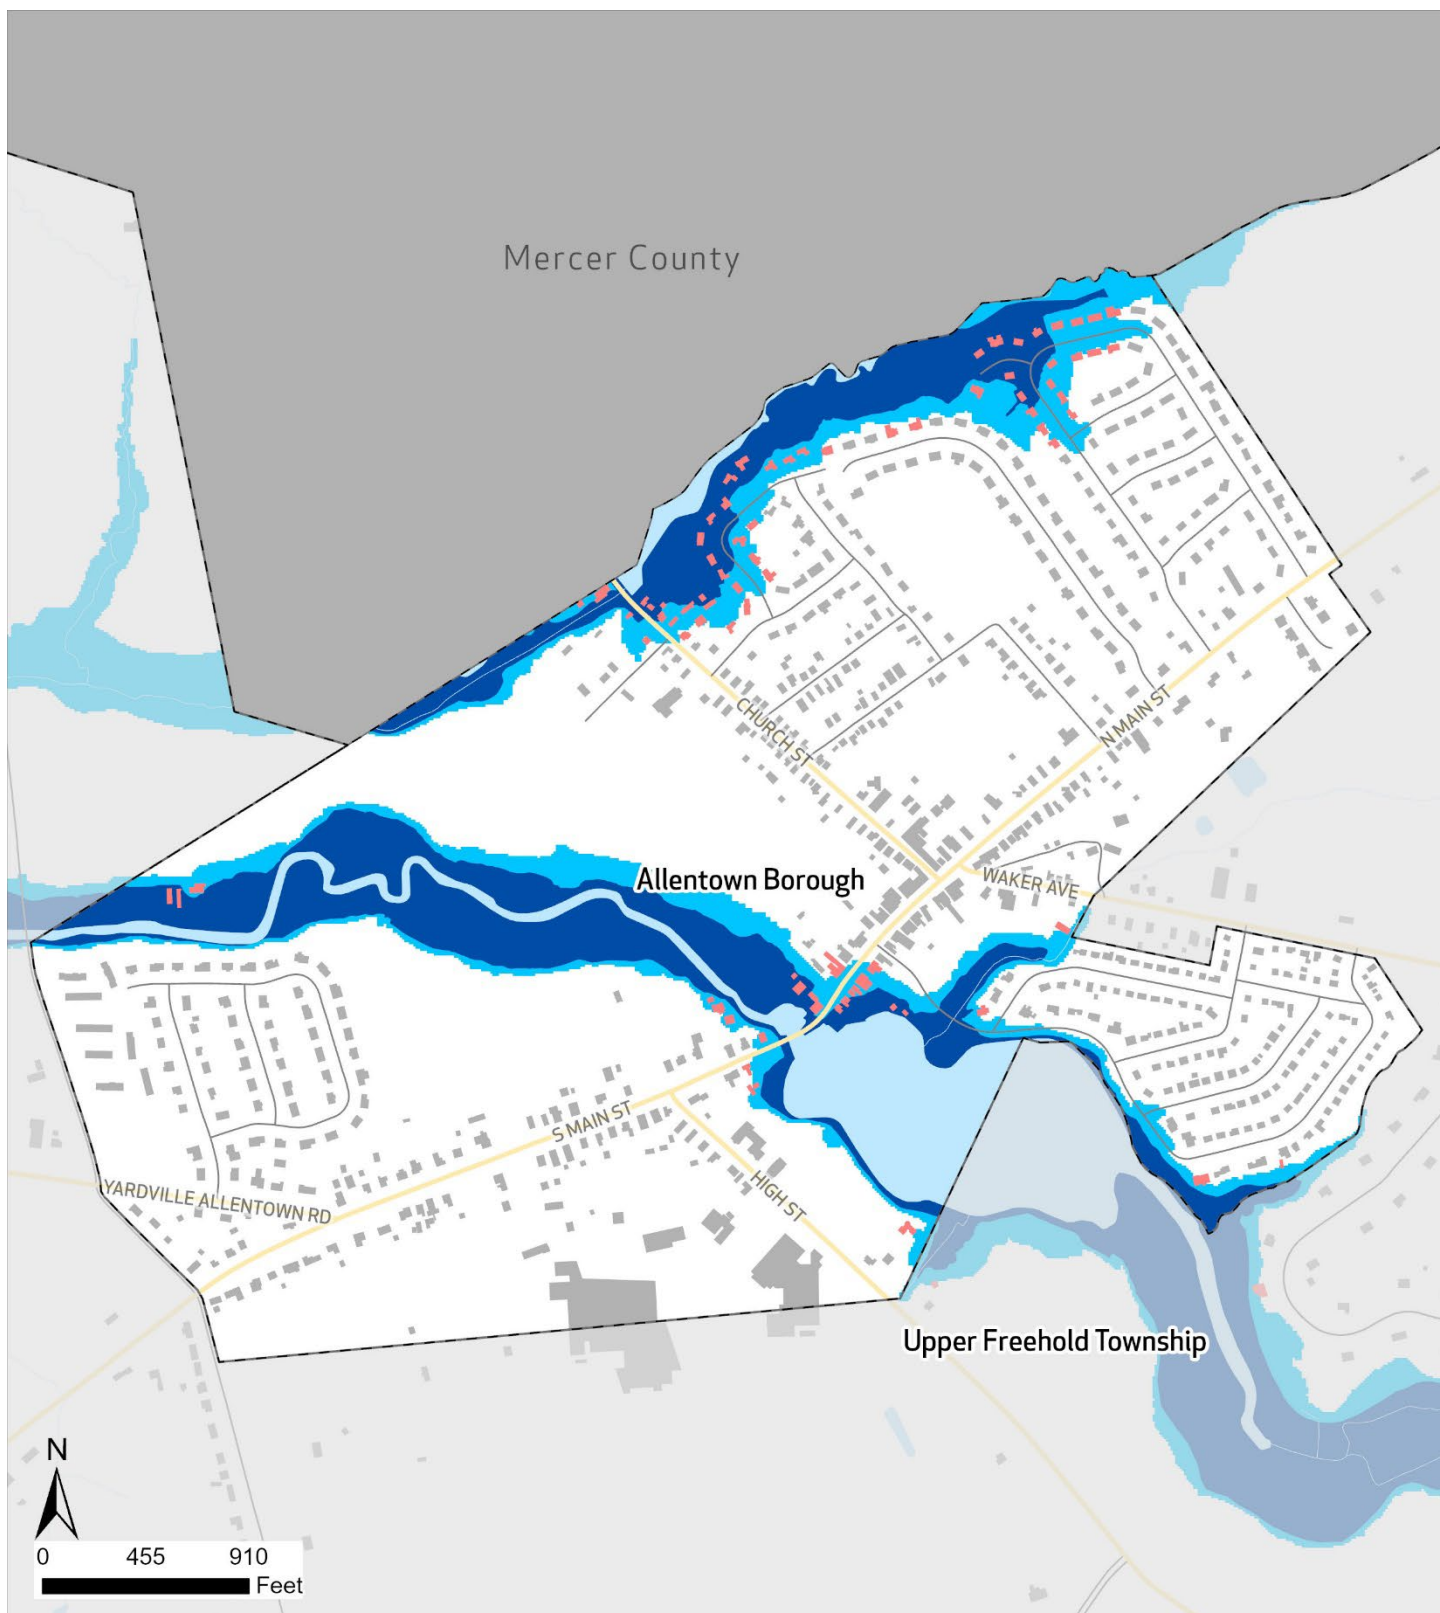 Mercer County
CHURCH ST
N MAIN ST
Allentown Borough
WAKER AVE
S MAIN ST
HIGH ST
YARDVILLE ALLENTOWN RD
Upper Freehold Township
N
0 455 910
Feet